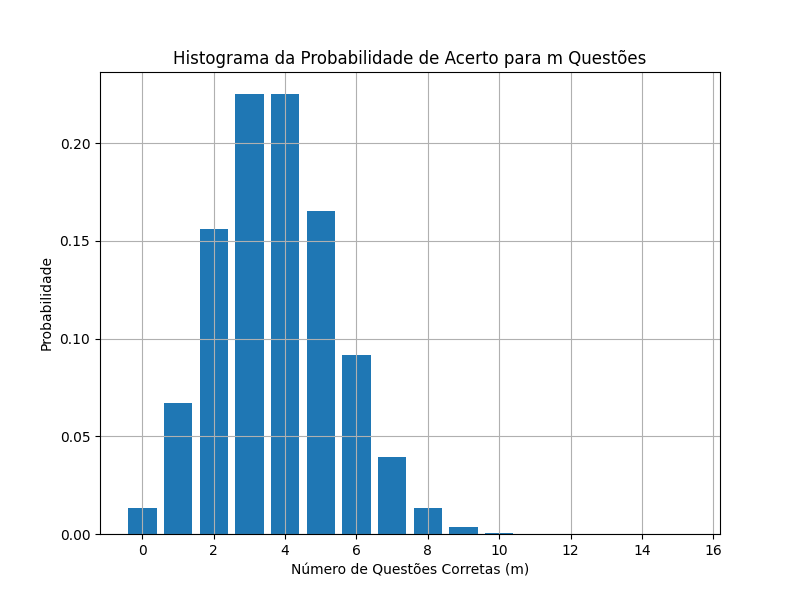 Histograma da Probabilidade de Acerto para m Questões
0.20
0.15
0.10
0.05
0.00
Probabilidade
0 2 4 6 8 10 12 14 16
Número de Questões Corretas (m)